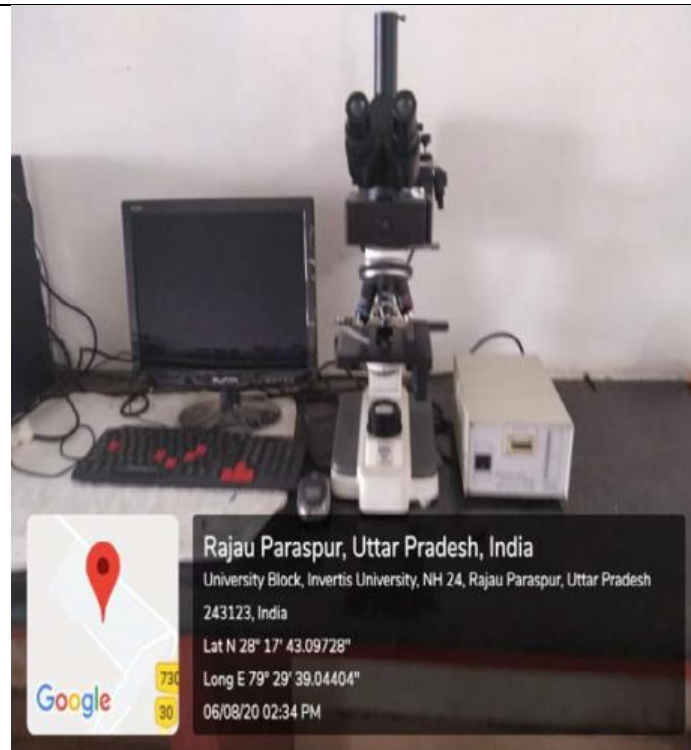 Rajau Paraspur, Uttar Pradesh, India
University Block, Invertis University, NH 24, Rajau Paraspur, Uttar Pradesh
243123, India
Lat N 28° 17' 43.09728"
Long E 79° 29' 39.04404"
06/08/20 02:34 PM
Google
730
30